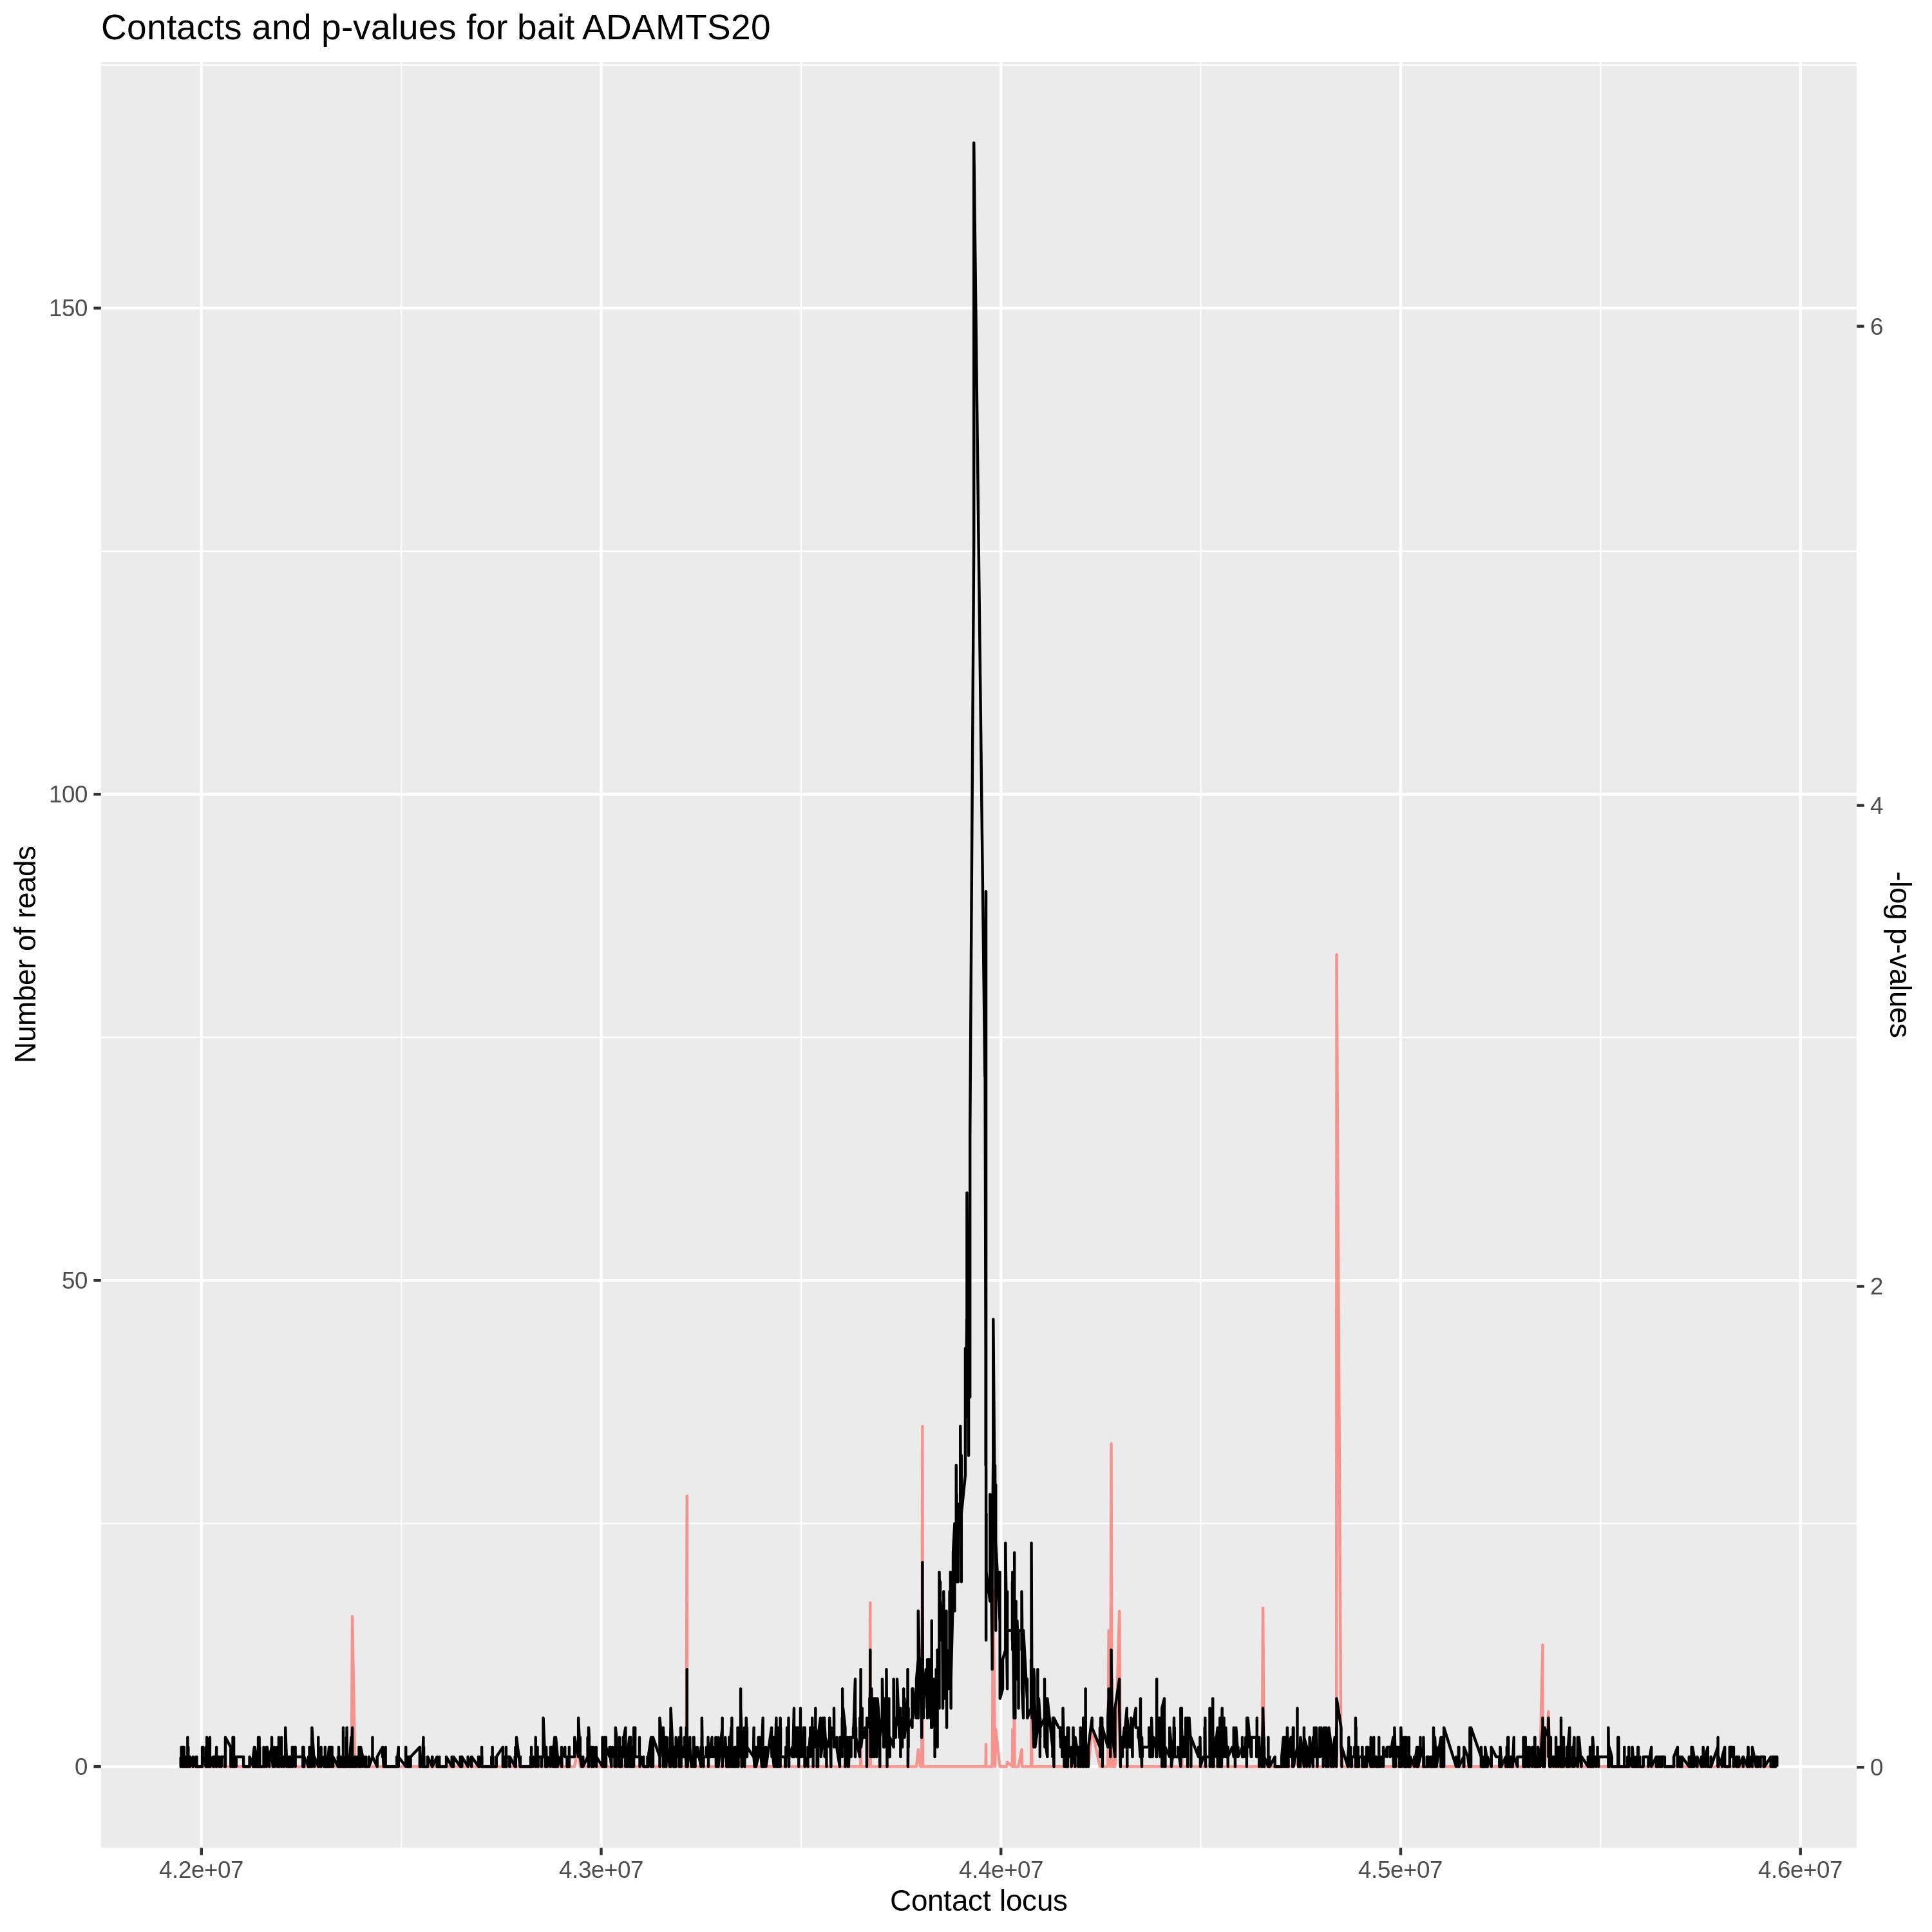 Contacts and p-values for bait ADAMTS20
Number of reads
150
100
50
0
6
4
2
0
-log p-values
4.2e+07
4.3e+07
4.4e+07
4.5e+07
4.6e+07
Contact locus